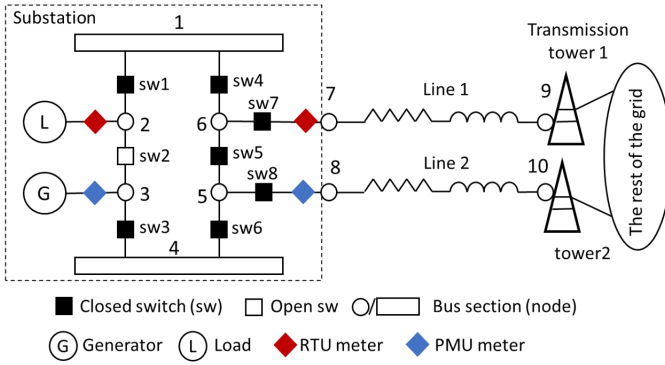 Substation
1
Transmission
tower 1
sw1
sw4
sw7
7
Line 1
9
L
2
6
sw2
sw5
sw8
8
Line 2
10
G
3
5
sw3
sw6
4
tower2
The rest of the grid
Closed switch (sw)
Open sw
/
Bus section (node)
G
Generator
L
Load
RTU meter
PMU meter